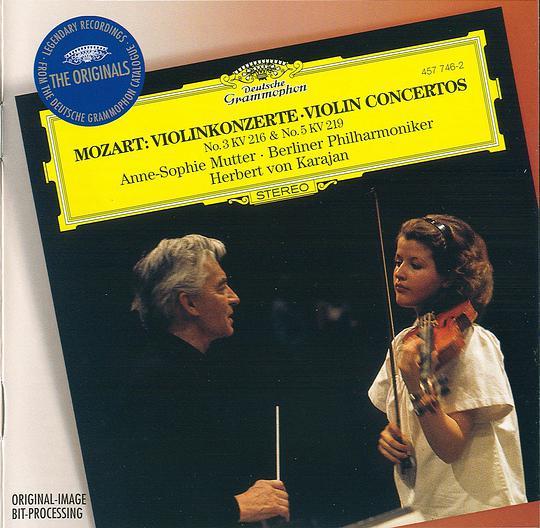 · LEGENDARY RECORDINGS ·
FROM THE DEUTSCHE GRAMMOPHON CATALOGUE
THE ORIGINALS
Deutsche
Grammophon
457 746-2
MOZART: VIOLINKONZERTE · VIOLIN CONCERTOS
No. 3 KV 216 & No. 5 KV 219
Anne-Sophie Mutter · Berliner Philharmoniker
Herbert von Karajan
STEREO
ORIGINAL-IMAGE
BIT-PROCESSING